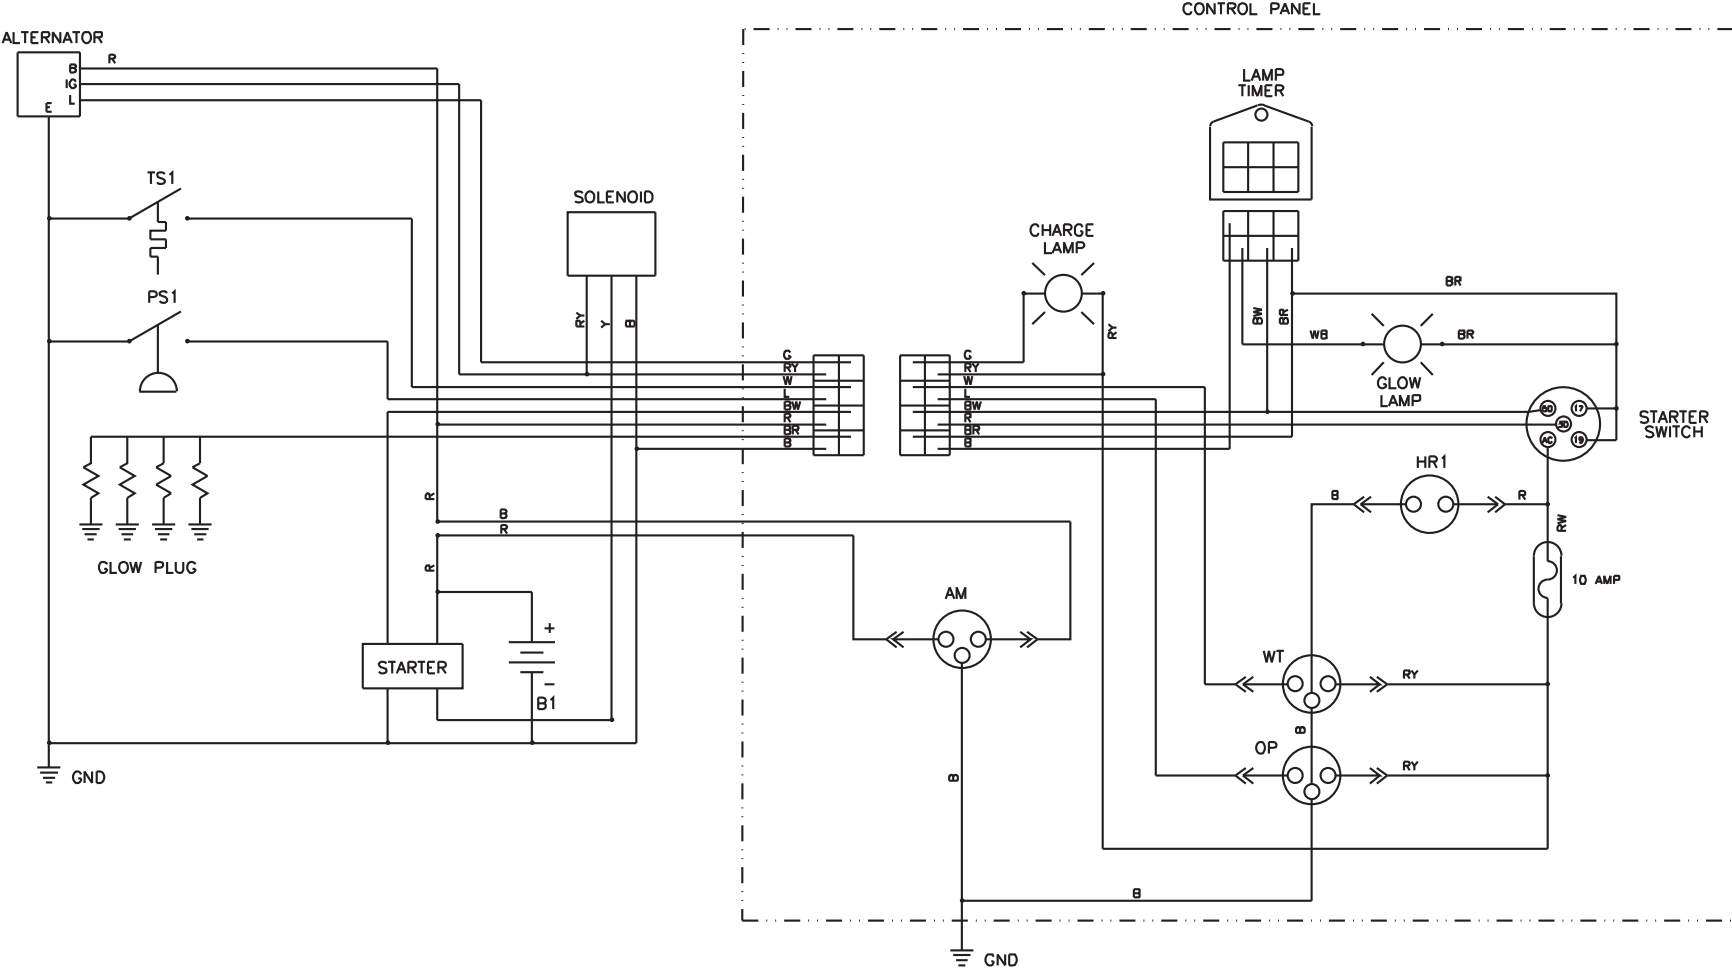 CONTROL PANEL
ALTERNATOR
R
B
IG
L
E
LAMP
TIMER
TS1
SOLENOID
CHARGE
LAMP
PS1
RY
Y
B
RY
BW
BR
BR
WB
BR
GLOW
LAMP
G
RY
W
L
BW
R
BR
B
G
RY
W
L
BW
R
BR
B
17
AC
19
STARTER
SWITCH
HR1
R
B
R
B
R
RW
GLOW PLUG
R
10 AMP
AM
+
STARTER
−
B1
WT
RY
B
OP
RY
GND
B
B
GND